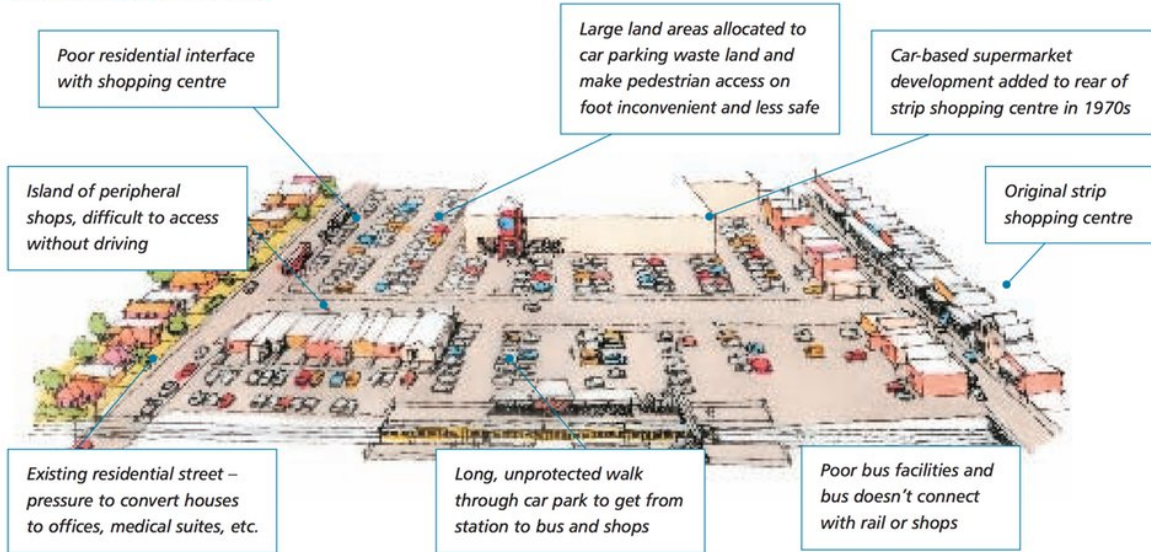 Poor residential interface
with shopping centre
Large land areas allocated to
car parking waste land and
make pedestrian access on
foot inconvenient and less safe
Car-based supermarket
development added to rear of
strip shopping centre in 1970s
Island of peripheral
shops, difficult to access
without driving
Original strip
shopping centre
Existing residential street –
pressure to convert houses
to offices, medical suites, etc.
Long, unprotected walk
through car park to get from
station to bus and shops
Poor bus facilities and
bus doesn't connect
with rail or shops